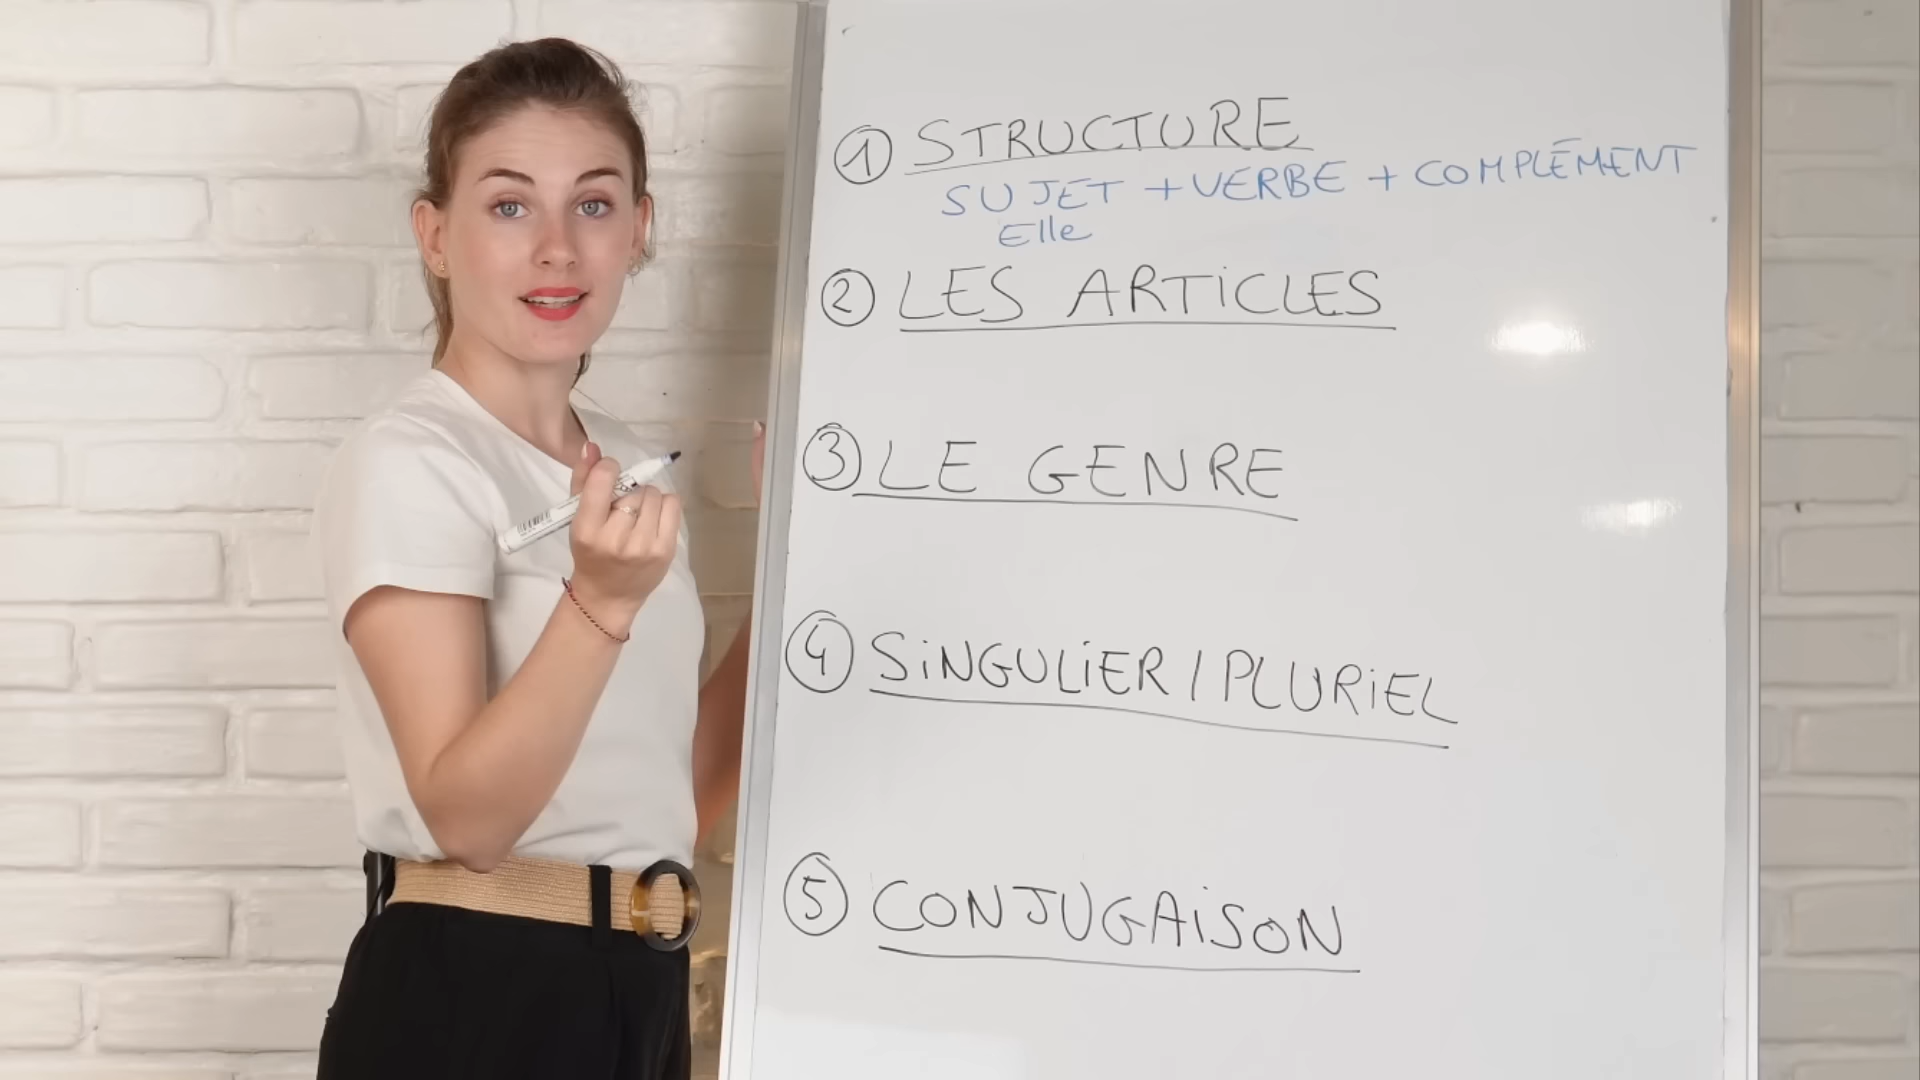 ① STRUCTURE
SUJET + VERBE + COMPLÉMENT
Elle
② LES ARTICLES
③ LE GENRE
④ SINGULIER / PLURIEL
⑤ CONJUGAISON